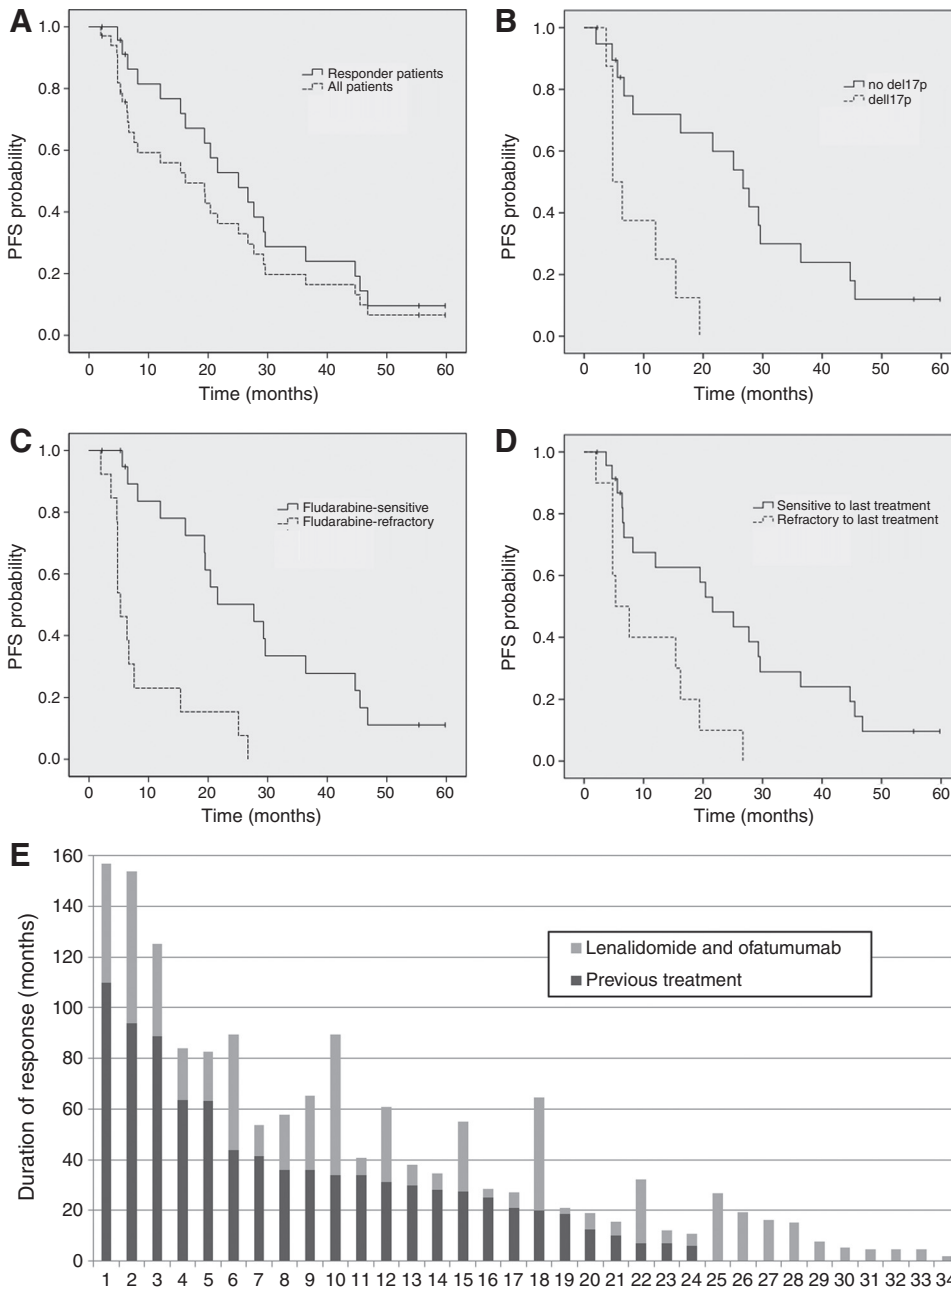 A
1.0
0.8
0.6
0.4
0.2
0.0
PFS probability
Responder patients
All patients
0 10 20 30 40 50 60
Time (months)
B
1.0
0.8
0.6
0.4
0.2
0.0
PFS probability
no del17p
dell17p
0 10 20 30 40 50 60
Time (months)
C
1.0
0.8
0.6
0.4
0.2
0.0
PFS probability
Fludarabine-sensitive
Fludarabine-refractory
0 10 20 30 40 50 60
Time (months)
D
1.0
0.8
0.6
0.4
0.2
0.0
PFS probability
Sensitive to last treatment
Refractory to last treatment
0 10 20 30 40 50 60
Time (months)
E
160
140
120
100
80
60
40
20
0
Duration of response (months)
Lenalidomide and ofatumumab
Previous treatment
1 2 3 4 5 6 7 8 9 10 11 12 13 14 15 16 17 18 19 20 21 22 23 24 25 26 27 28 29 30 31 32 33 34